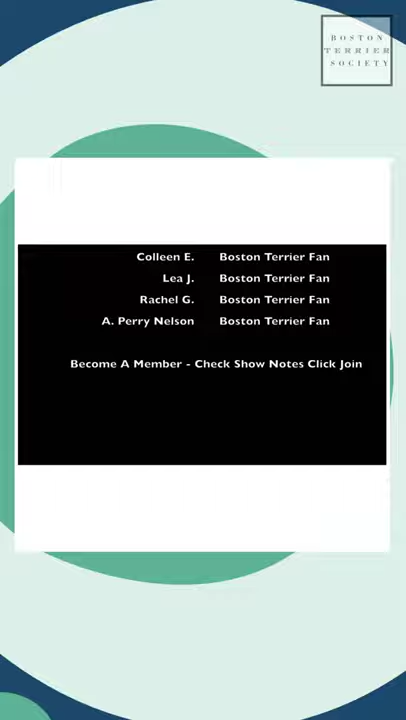 BOSTON
TERRIER
SOCIETY
Colleen E. Boston Terrier Fan
Lea J. Boston Terrier Fan
Rachel G. Boston Terrier Fan
A. Perry Nelson Boston Terrier Fan
Become A Member - Check Show Notes Click Join